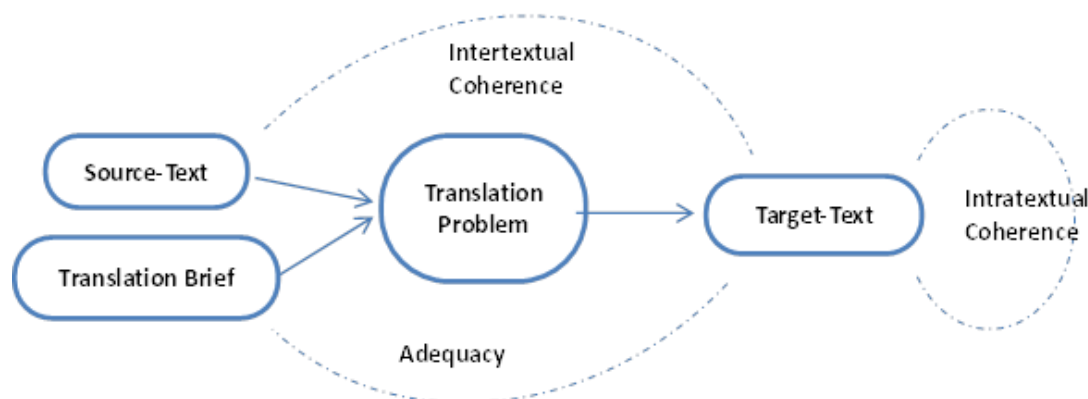 Intertextual
Coherence
Source-Text
Translation
Problem
Target-Text
Intratextual
Coherence
Translation Brief
Adequacy